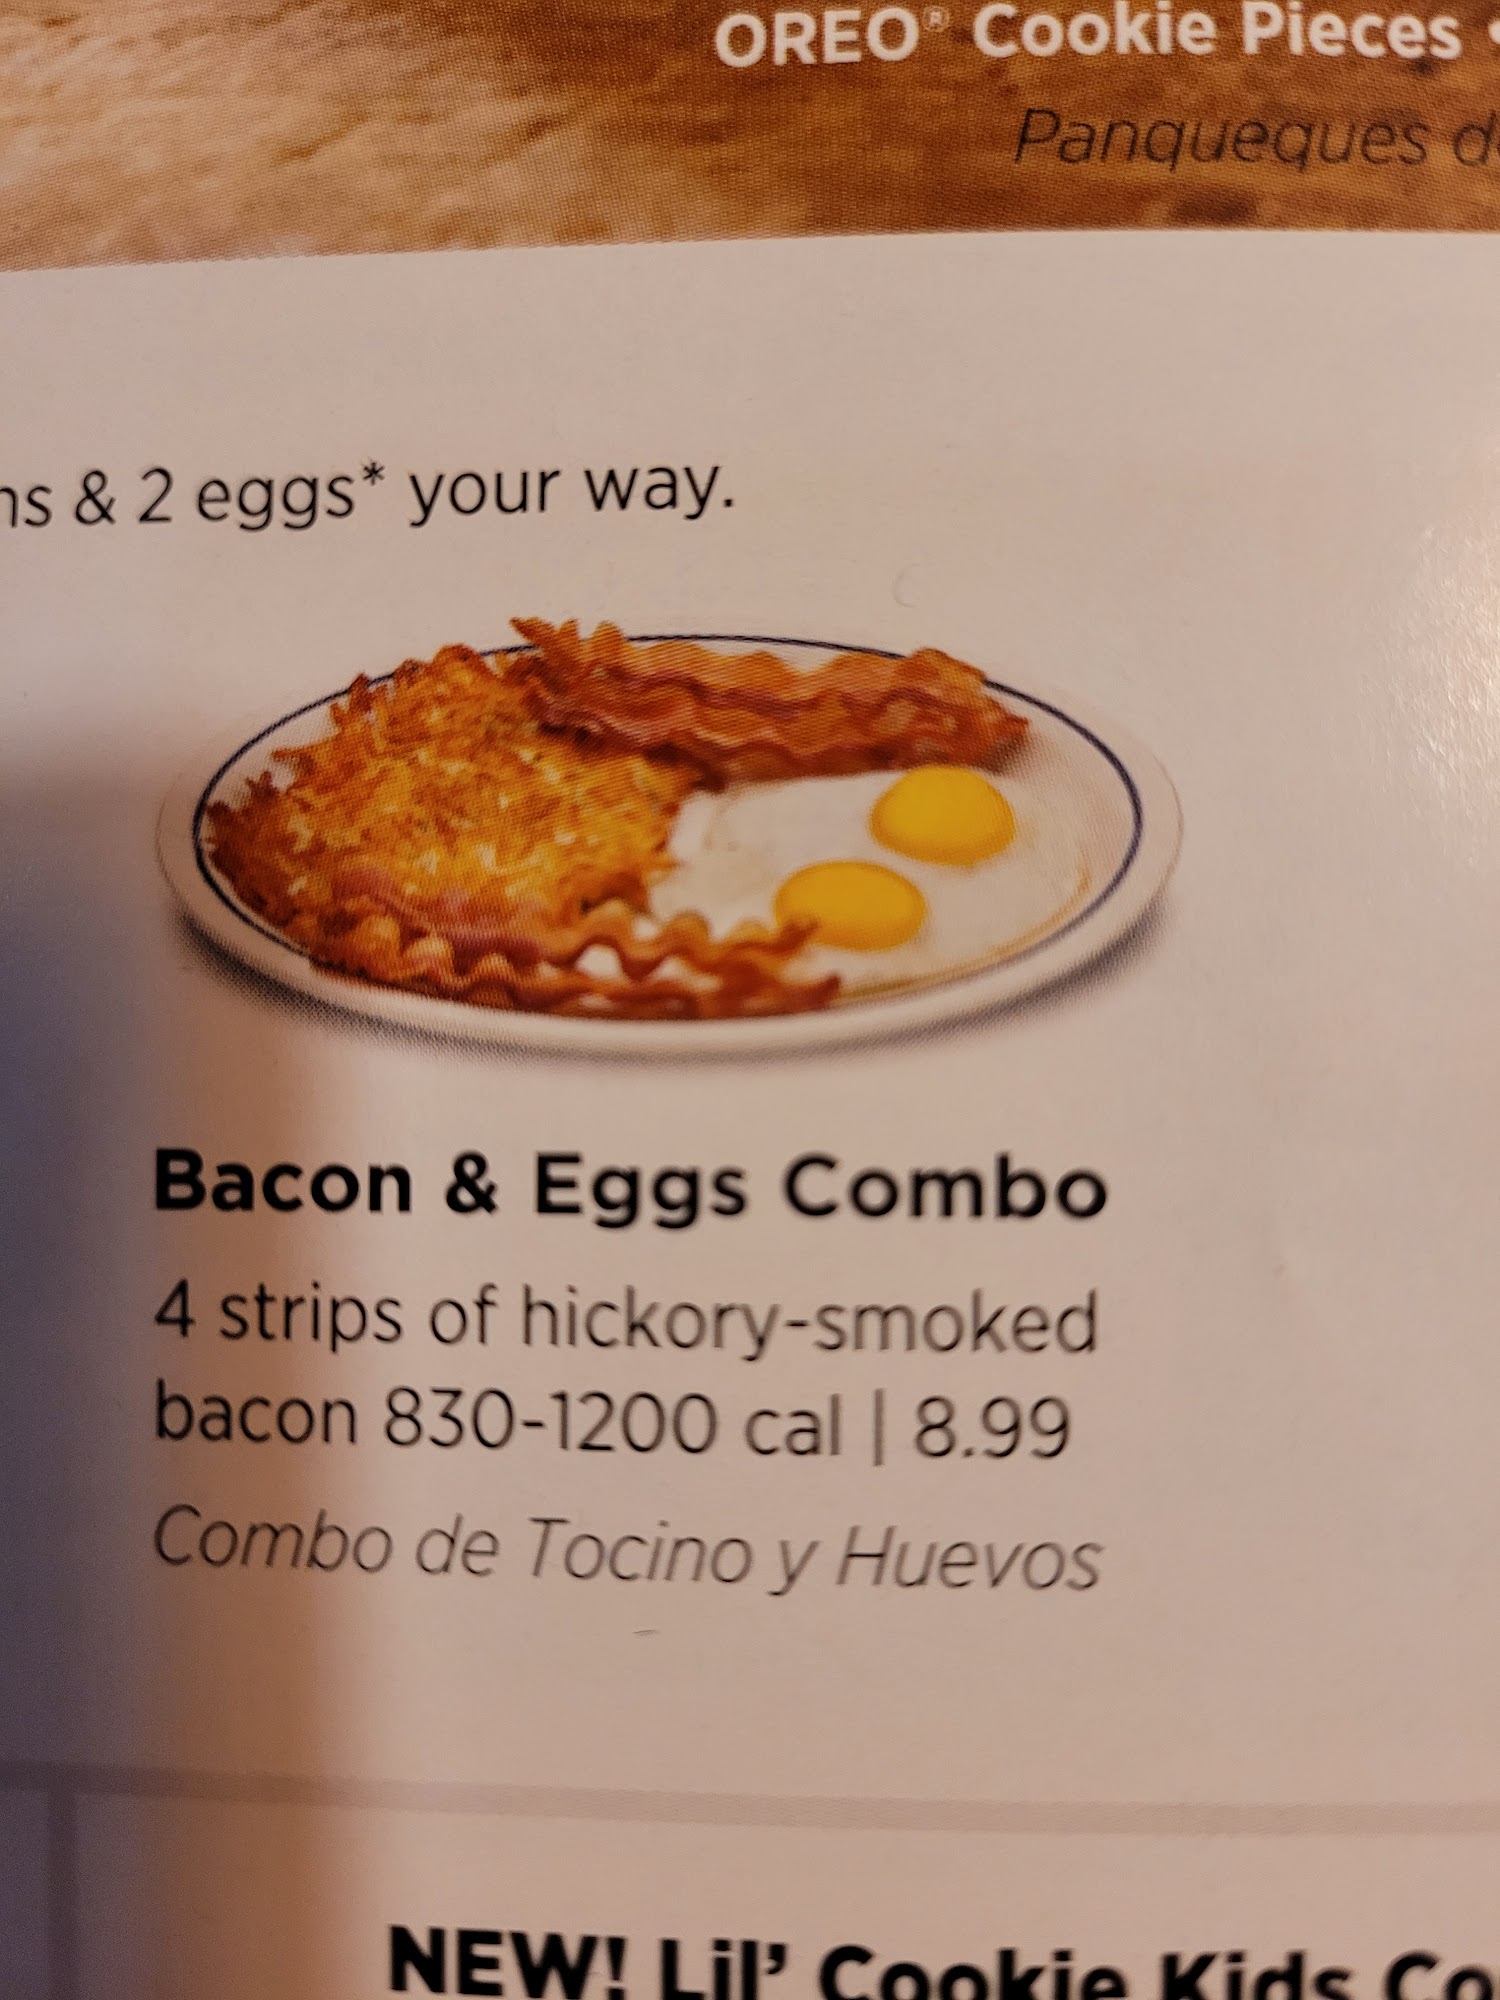 OREO® Cookie Pieces •
Panqueques
& 2 eggs* your way.
Bacon & Eggs Combo
4 strips of hickory-smoked
bacon 830-1200 cal | 8.99
Combo de Tocino y Huevos
NEW! Lil' Cookie Kids